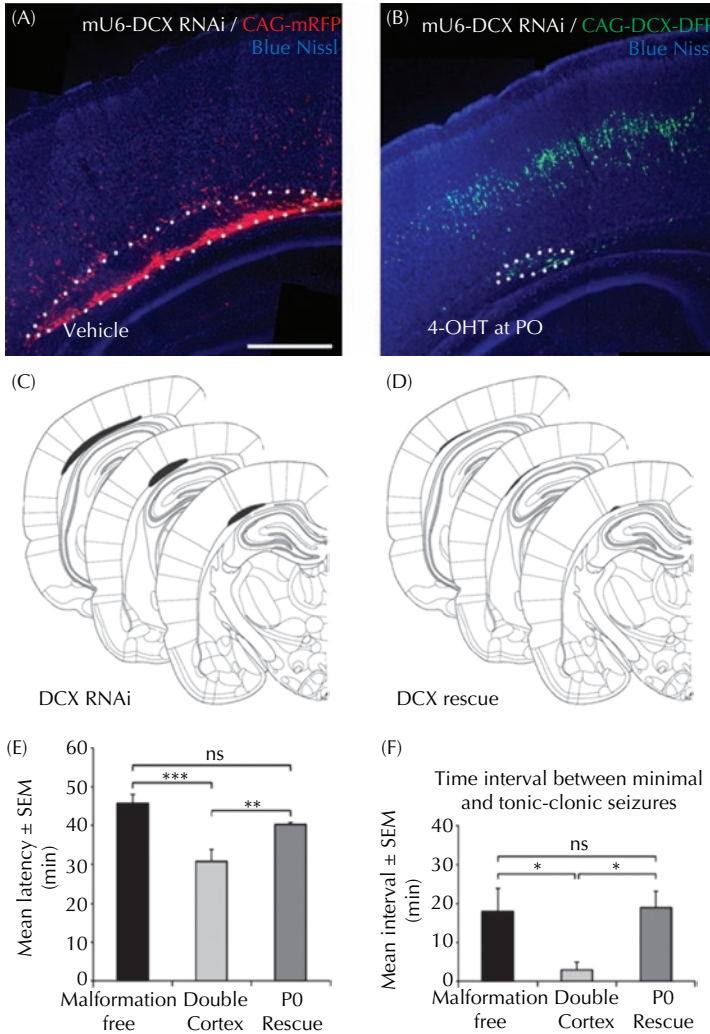 (A)
mU6-DCX RNAi / CAG-mRFP
Blue Nissl
Vehicle
(B)
mU6-DCX RNAi / CAG-DCX-DFP
Blue Niss
4-OHT at PO
(C)
DCX RNAi
(D)
DCX rescue
(E)
Mean latency ± SEM
(min)
60
50
40
30
20
10
0
ns
***
**
Malformation
free
Double
Cortex
P0
Rescue
(F)
Time interval between minimal
and tonic-clonic seizures
Mean interval ± SEM
(min)
40
30
20
10
0
ns
*
*
Malformation
free
Double
Cortex
P0
Rescue